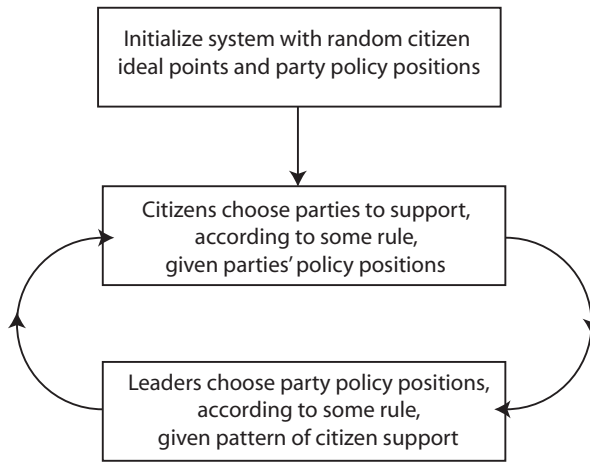 Initialize system with random citizen
ideal points and party policy positions
Citizens choose parties to support,
according to some rule,
given parties’ policy positions
Leaders choose party policy positions,
according to some rule,
given pattern of citizen support